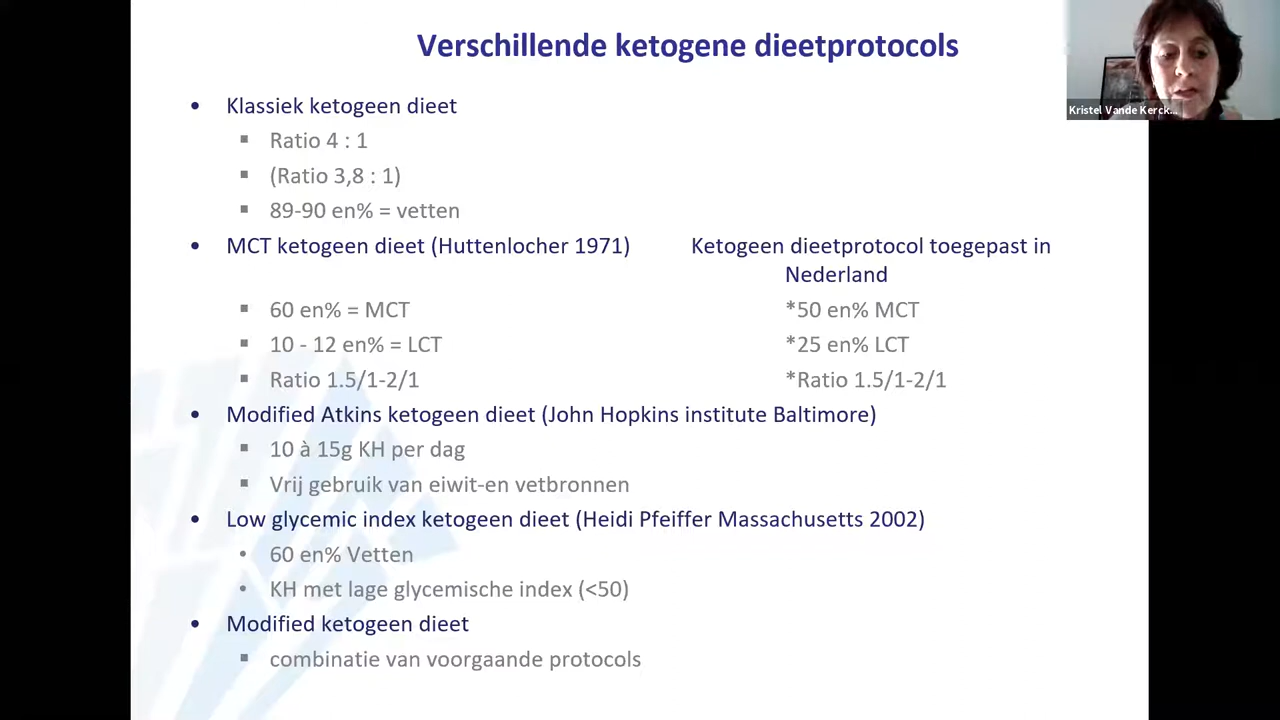 Verschillende ketogene dieetprotocols
Kristel Vande Kerck...
• Klassiek ketogeen dieet
▪ Ratio 4 : 1
▪ (Ratio 3,8 : 1)
▪ 89-90 en% = vetten
• MCT ketogeen dieet (Huttenlocher 1971)
Ketogeen dieetprotocol toegepast in
Nederland
▪ 60 en% = MCT
*50 en% MCT
▪ 10 - 12 en% = LCT
*25 en% LCT
▪ Ratio 1.5/1-2/1
*Ratio 1.5/1-2/1
• Modified Atkins ketogeen dieet (John Hopkins institute Baltimore)
▪ 10 à 15g KH per dag
▪ Vrij gebruik van eiwit-en vetbronnen
• Low glycemic index ketogeen dieet (Heidi Pfeiffer Massachusetts 2002)
• 60 en% Vetten
• KH met lage glycemische index (<50)
• Modified ketogeen dieet
▪ combinatie van voorgaande protocols